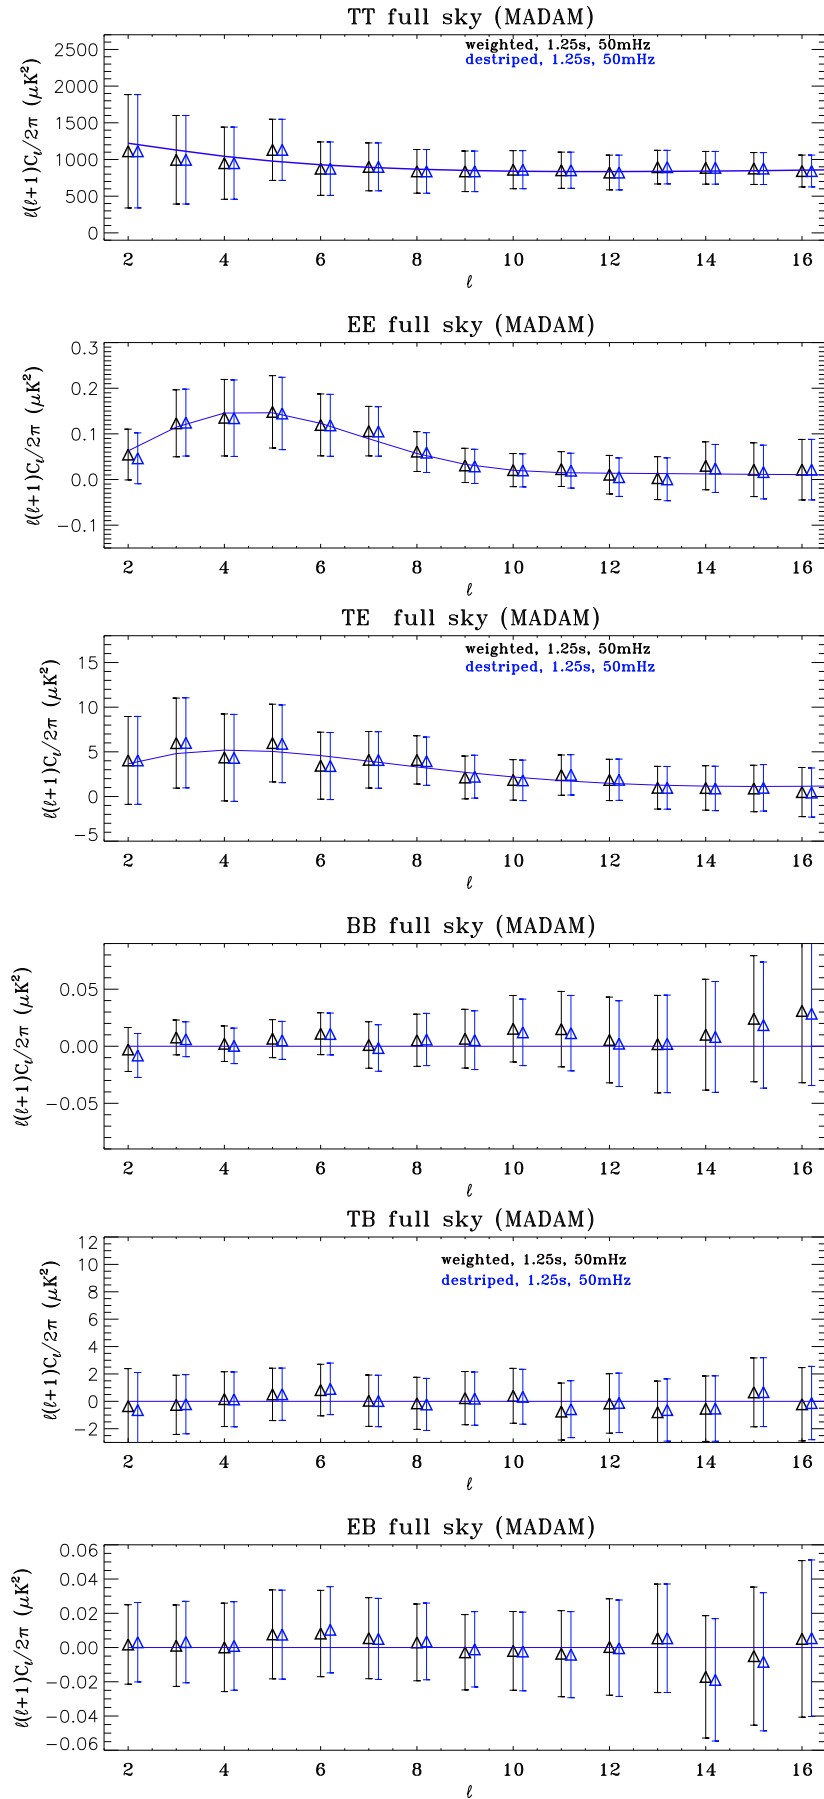 TT full sky (MADAM)
weighted, 1.25s, 50mHz
destriped, 1.25s, 50mHz
ℓ(ℓ+1)Cℓ/2π (μK²)
2500
2000
1500
1000
500
0
2 4 6 8 10 12 14 16
ℓ
EE full sky (MADAM)
ℓ(ℓ+1)Cℓ/2π (μK²)
0.3
0.2
0.1
0.0
−0.1
2 4 6 8 10 12 14 16
ℓ
TE full sky (MADAM)
weighted, 1.25s, 50mHz
destriped, 1.25s, 50mHz
ℓ(ℓ+1)Cℓ/2π (μK²)
15
10
5
0
−5
2 4 6 8 10 12 14 16
ℓ
BB full sky (MADAM)
ℓ(ℓ+1)Cℓ/2π (μK²)
0.05
0.00
−0.05
2 4 6 8 10 12 14 16
ℓ
TB full sky (MADAM)
weighted, 1.25s, 50mHz
destriped, 1.25s, 50mHz
ℓ(ℓ+1)Cℓ/2π (μK²)
12
10
8
6
4
2
0
−2
2 4 6 8 10 12 14 16
ℓ
EB full sky (MADAM)
ℓ(ℓ+1)Cℓ/2π (μK²)
0.06
0.04
0.02
0.00
−0.02
−0.04
−0.06
2 4 6 8 10 12 14 16
ℓ